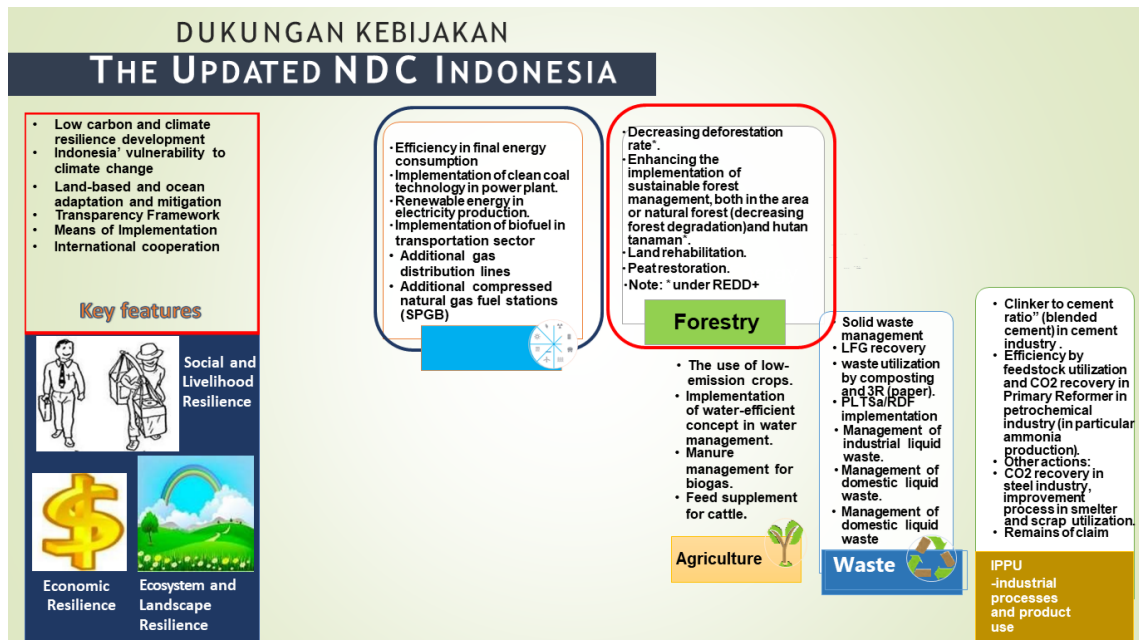 DUKUNGAN KEBIJAKAN
THE UPDATED NDC INDONESIA
• Low carbon and climate
resilience development
• Indonesia' vulnerability to
climate change
• Land-based and ocean
adaptation and mitigation
• Transparency Framework
• Means of Implementation
• International cooperation
Key features
Social and
Livelihood
Resilience
Economic
Resilience
Ecosystem and
Landscape
Resilience
·Efficiency in final energy
consumption
·Implementation of clean coal
technology in power plant.
·Renewable energy in
electricity production.
·Implementation of biofuel in
transportation sector
• Additional gas
distribution lines
• Additional compressed
natural gas fuel stations
(SPGB)
·Decreasing deforestation
rate*.
·Enhancing the
implementation of
sustainable forest
management, both in the area
or natural forest (decreasing
forest degradation)and hutan
tanaman*.
·Land rehabilitation.
·Peat restoration.
·Note: * under REDD+
Forestry
• The use of low-
emission crops.
• Implementation
of water-efficient
concept in water
management.
• Manure
management for
biogas.
• Feed supplement
for cattle.
Agriculture
• Solid waste
management
• LFG recovery
• waste utilization
by composting
and 3R (paper).
• PLTSa/RDF
implementation
• Management of
industrial liquid
waste.
• Management of
domestic liquid
waste.
• Management of
domestic liquid
waste
Waste
• Clinker to cement
ratio” (blended
cement) in cement
industry .
• Efficiency by
feedstock utilization
and CO2 recovery in
Primary Reformer in
petrochemical
industry (in particular
ammonia
production).
• Other actions:
• CO2 recovery in
steel industry,
improvement
process in smelter
and scrap utilization.
• Remains of claim
IPPU
-industrial
processes
and product
use